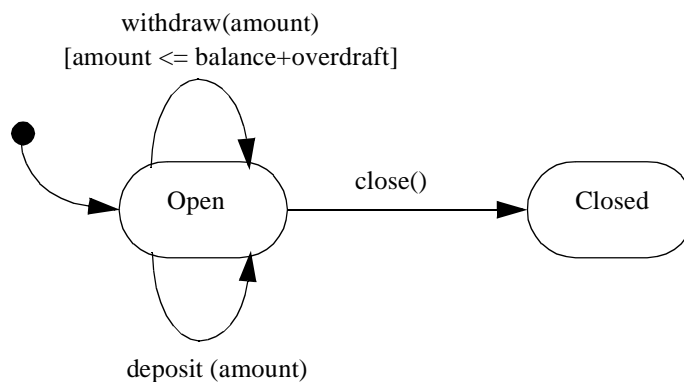 withdraw(amount)
[amount <= balance+overdraft]
Open
close()
Closed
deposit (amount)